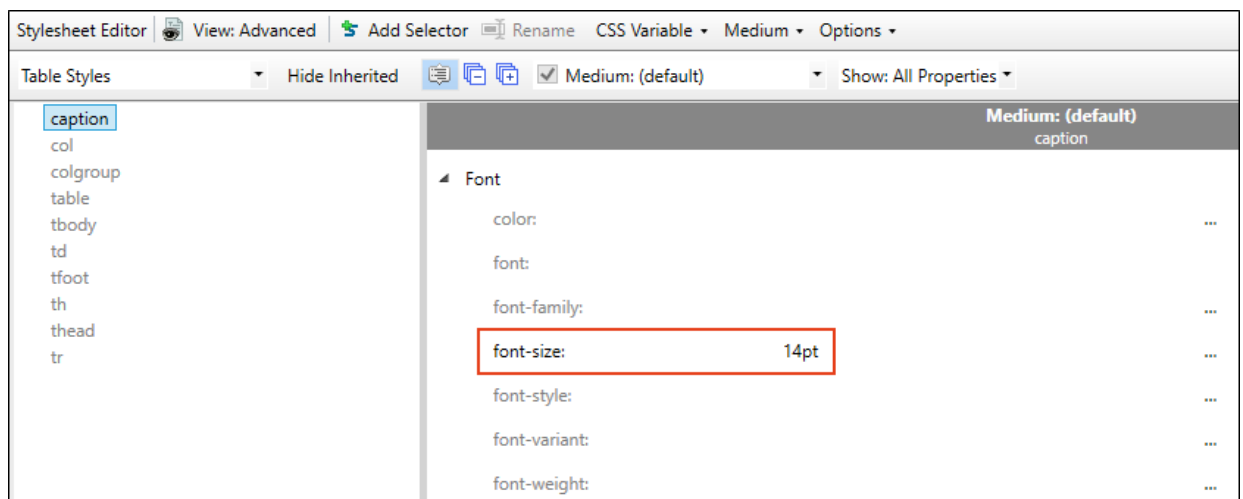 Stylesheet Editor View: Advanced Add Selector Rename CSS Variable Medium Options
Table Styles Hide Inherited Medium: (default) Show: All Properties
caption
col
colgroup
table
tbody
td
tfoot
th
thead
tr
Medium: (default)
caption
Font
color: ...
font:
font-family: ...
font-size: 14pt ...
font-style: ...
font-variant: ...
font-weight: ...